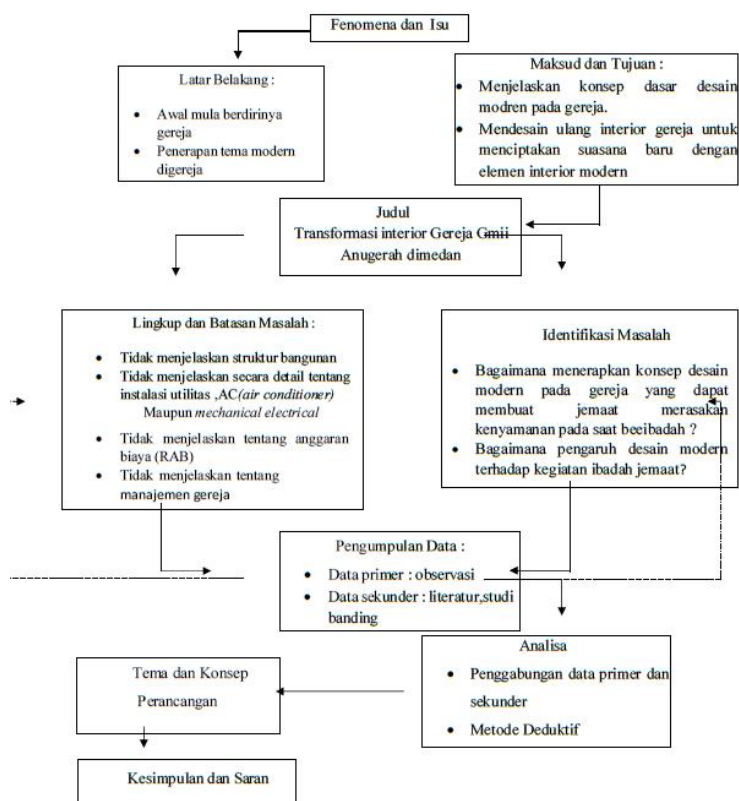 Fenomena dan Isu
Latar Belakang :
• Awal mula berdirinya
gereja
• Penerapan tema modern
digereja
Maksud dan Tujuan :
• Menjelaskan konsep dasar desain
modren pada gereja.
• Mendesain ulang interior gereja untuk
menciptakan suasana baru dengan
elemen interior modern
Judul
Transformasi interior Gereja Gmii
Anugerah dimedan
Lingkup dan Batasan Masalah :
• Tidak menjelaskan struktur bangunan
• Tidak menjelaskan secara detail tentang
instalasi utilitas ,AC(air conditioner)
Maupun mechanical electrical
• Tidak menjelaskan tentang anggaran
biaya (RAB)
• Tidak menjelaskan tentang
manajemen gereja
Identifikasi Masalah
• Bagaimana menerapkan konsep desain
modern pada gereja yang dapat
membuat jemaat merasakan
kenyamanan pada saat beeibadah ?
• Bagaimana pengaruh desain modern
terhadap kegiatan ibadah jemaat?
Pengumpulan Data :
• Data primer : observasi
• Data sekunder : literatur,studi
banding
Analisa
• Penggabungan data primer dan
sekunder
• Metode Deduktif
Tema dan Konsep
Perancangan
Kesimpulan dan Saran